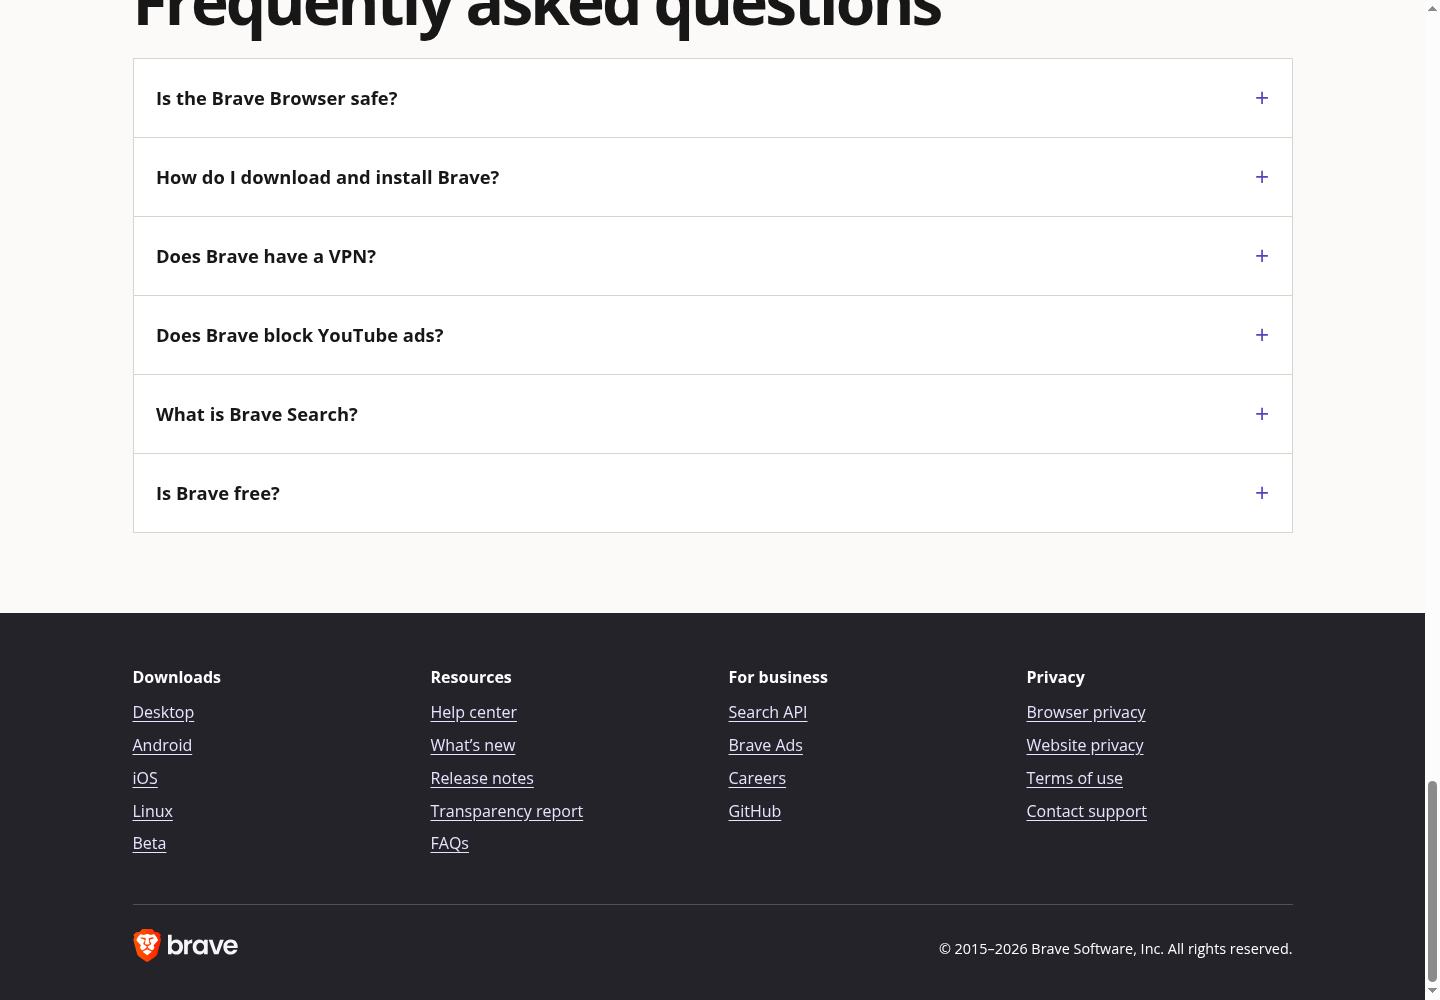 Frequently asked questions
Is the Brave Browser safe?
How do I download and install Brave?
Does Brave have a VPN?
Does Brave block YouTube ads?
What is Brave Search?
Is Brave free?
Downloads
Desktop
Android
iOS
Linux
Beta
Resources
Help center
What’s new
Release notes
Transparency report
FAQs
For business
Search API
Brave Ads
Careers
GitHub
Privacy
Browser privacy
Website privacy
Terms of use
Contact support
brave
© 2015–2026 Brave Software, Inc. All rights reserved.